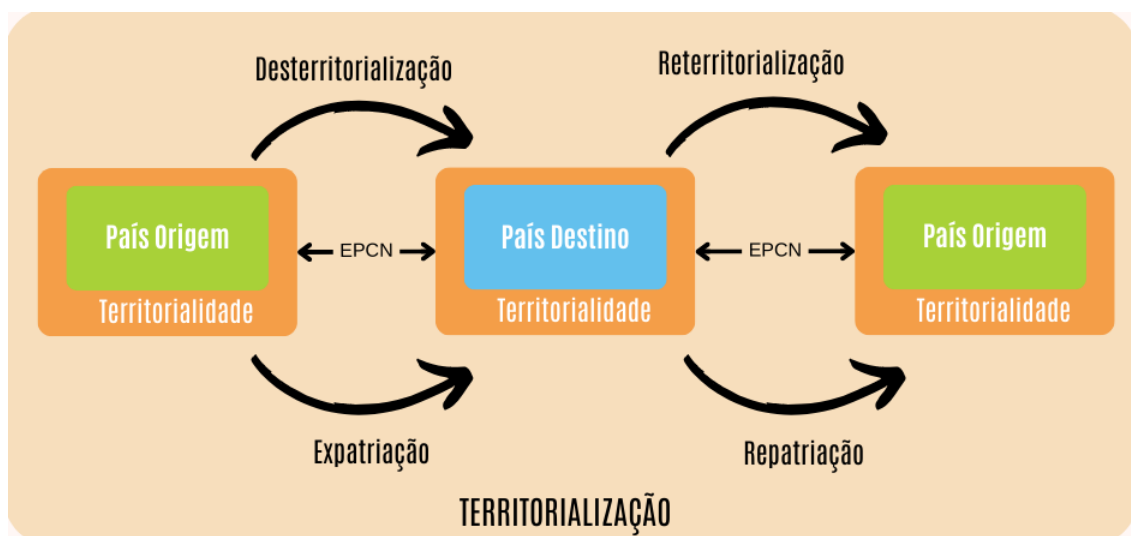 Desterritorialização
Reterritorialização
País Origem
Territorialidade
EPCN
País Destino
Territorialidade
EPCN
País Origem
Territorialidade
Expatriação
Repatriação
TERRITORIALIZAÇÃO